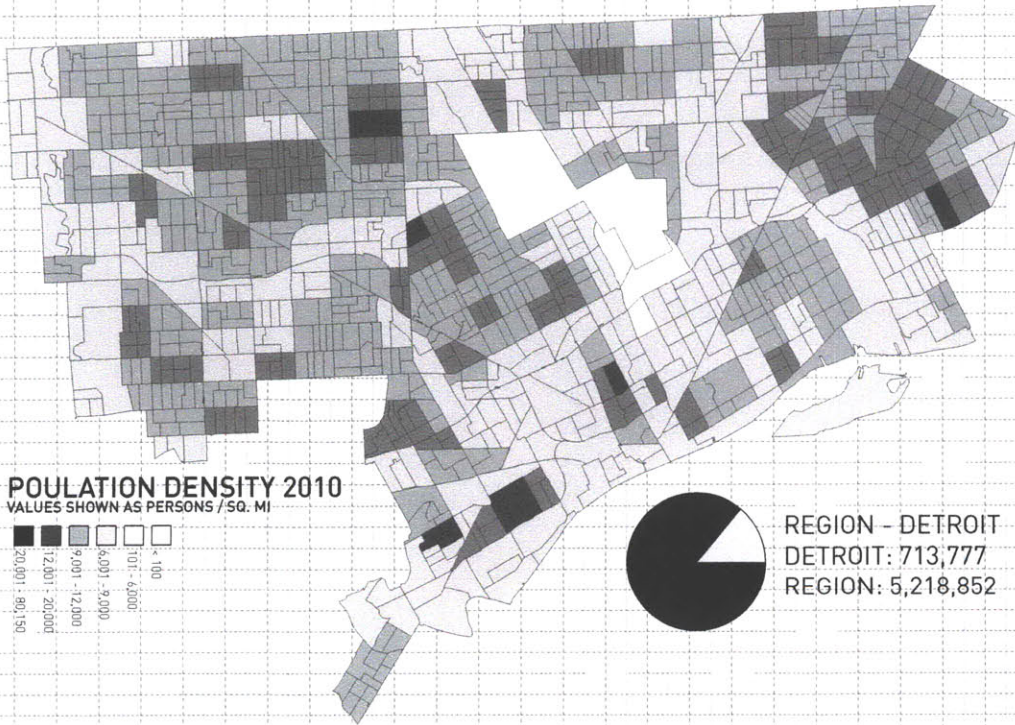 POULATION DENSITY 2010
VALUES SHOWN AS PERSONS / SQ. MI
20,001 - 80,150
12,001 - 20,000
9,001 - 12,000
6,001 - 9,000
101 - 6,000
< 100
REGION - DETROIT
DETROIT: 713,777
REGION: 5,218,852